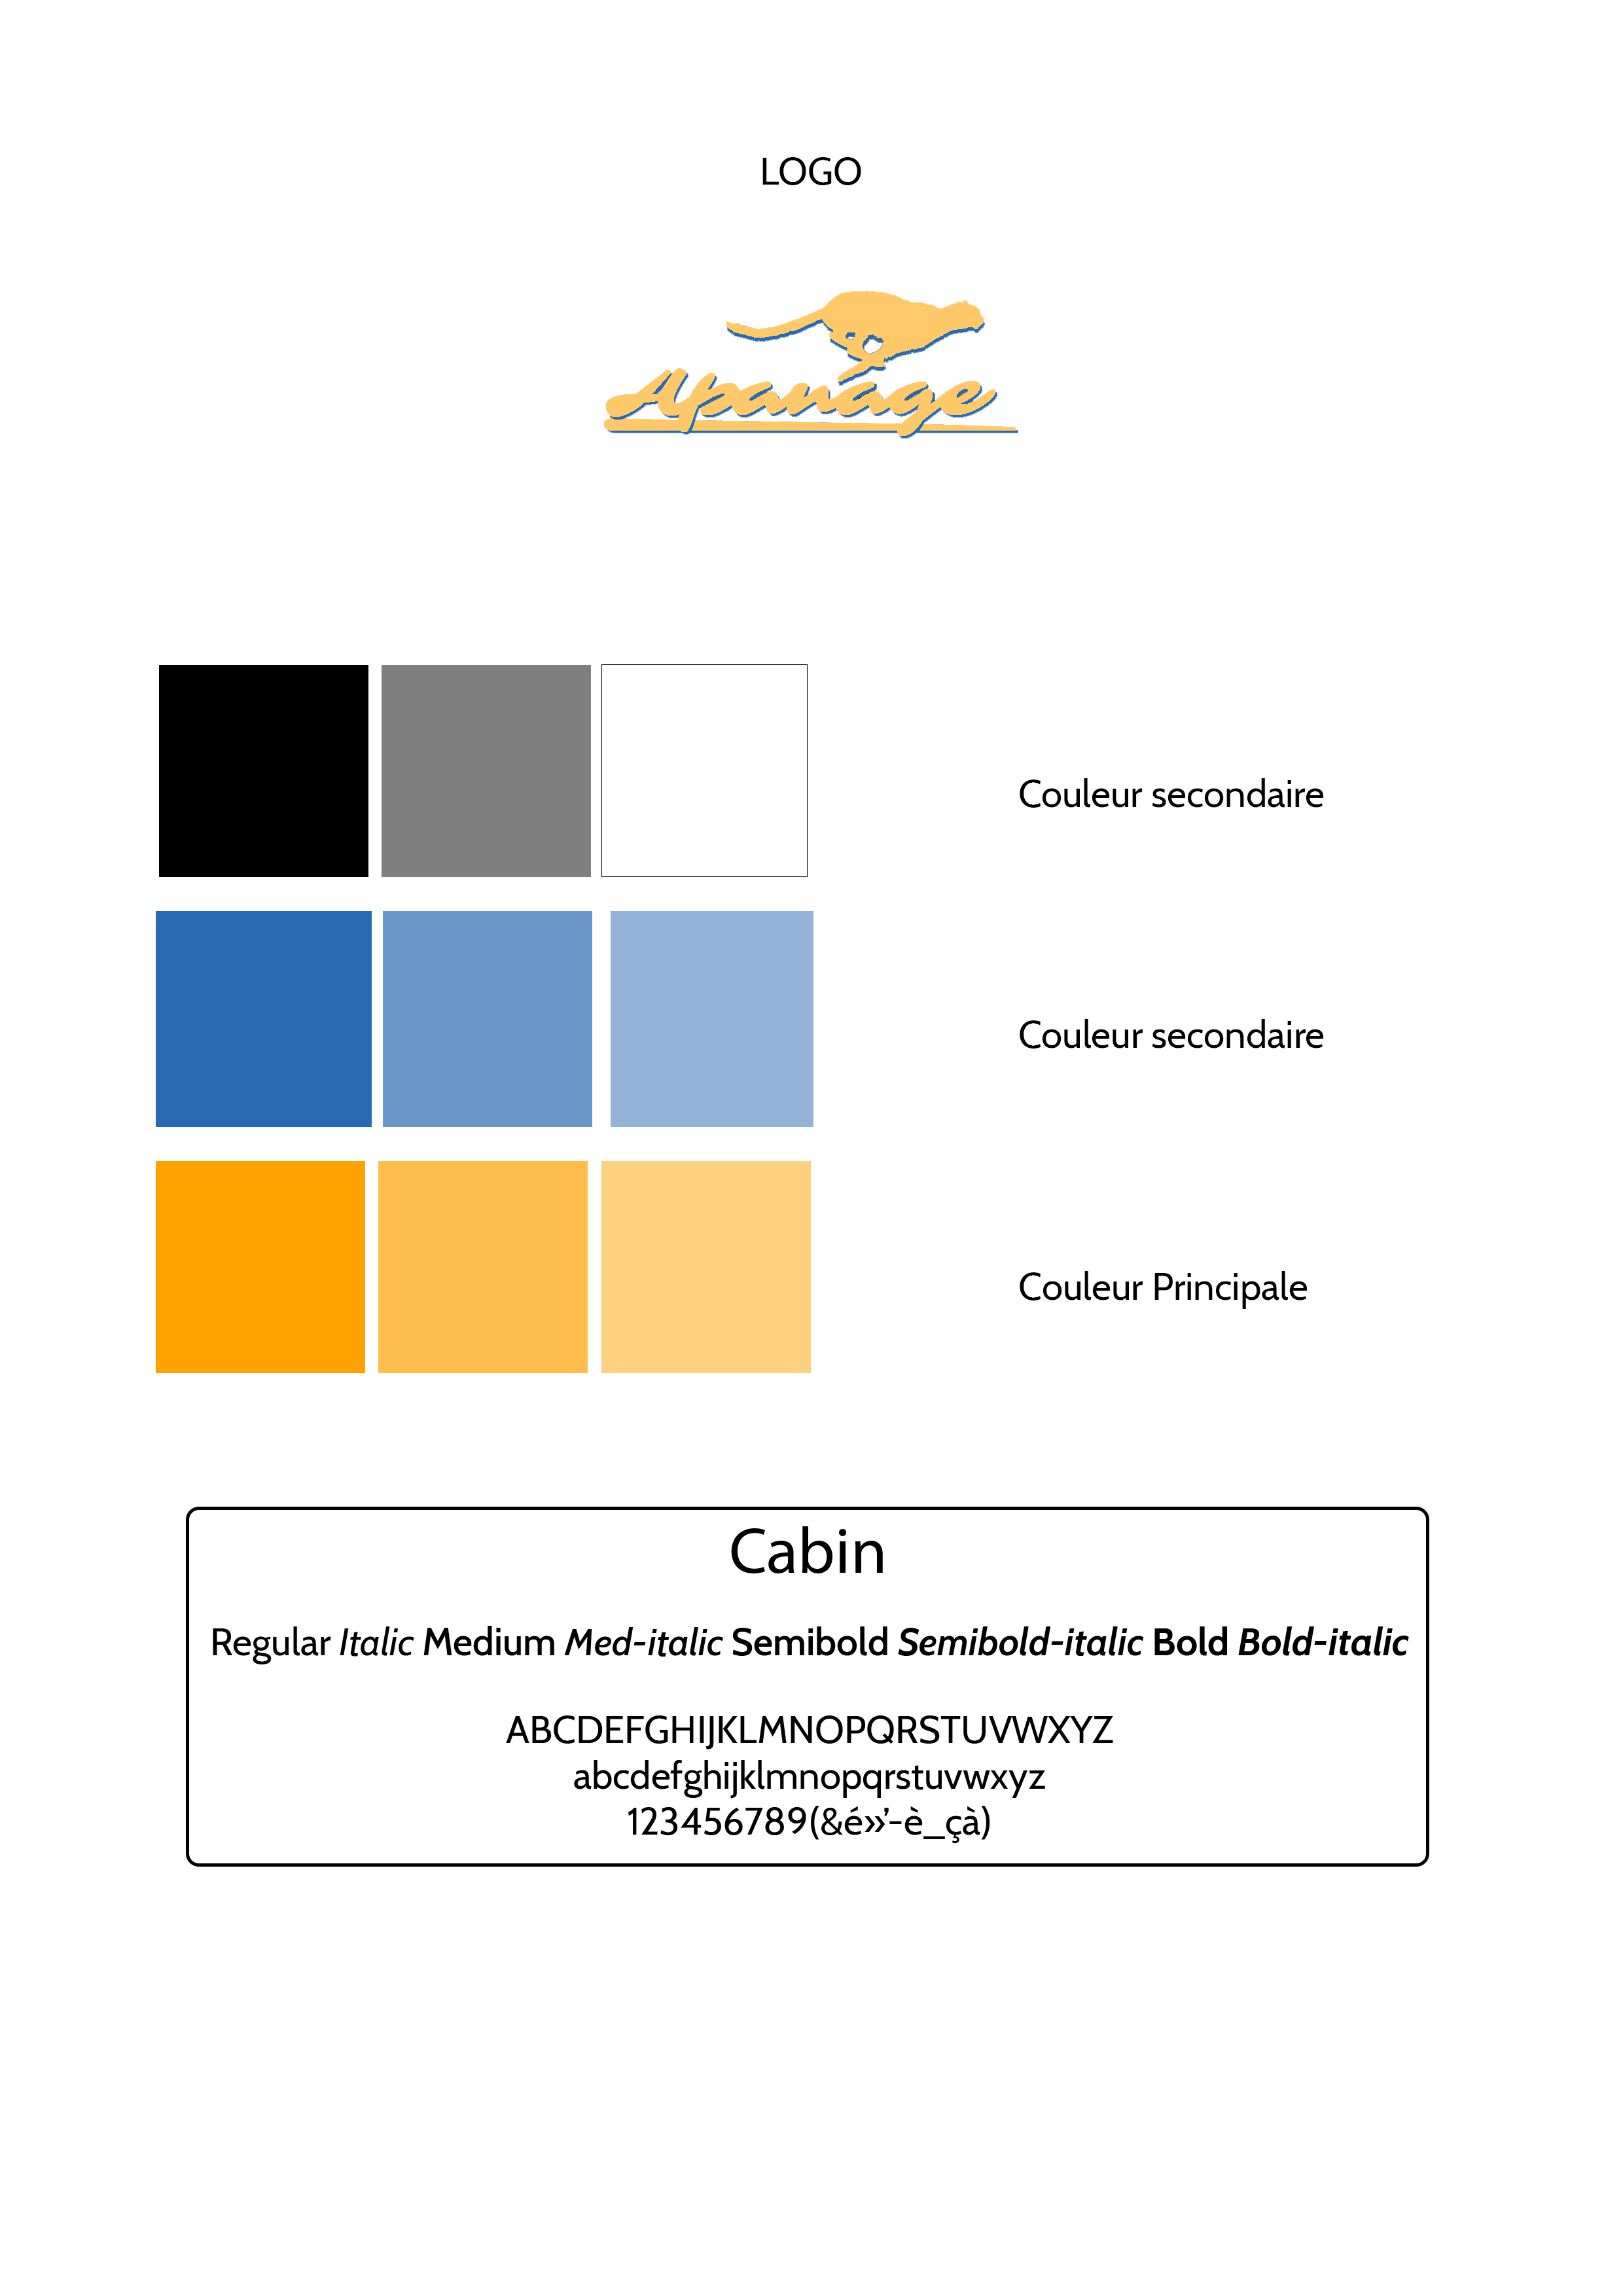 LOGO
Apanage
Couleur secondaire
Couleur secondaire
Couleur Principale
Cabin
Regular Italic Medium Med-italic Semibold Semibold-italic Bold Bold-italic
ABCDEFGHIJKLMNOPQRSTUVWXYZ
abcdefghijklmnopqrstuvwxyz
123456789(&é»’-è_çà)